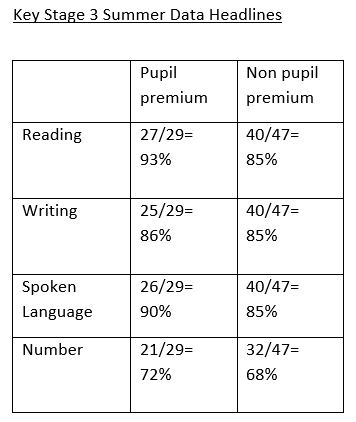 Key Stage 3 Summer Data Headlines
Pupil premium
Non pupil premium
Reading
27/29= 93%
40/47= 85%
Writing
25/29= 86%
40/47= 85%
Spoken Language
26/29= 90%
40/47= 85%
Number
21/29= 72%
32/47= 68%